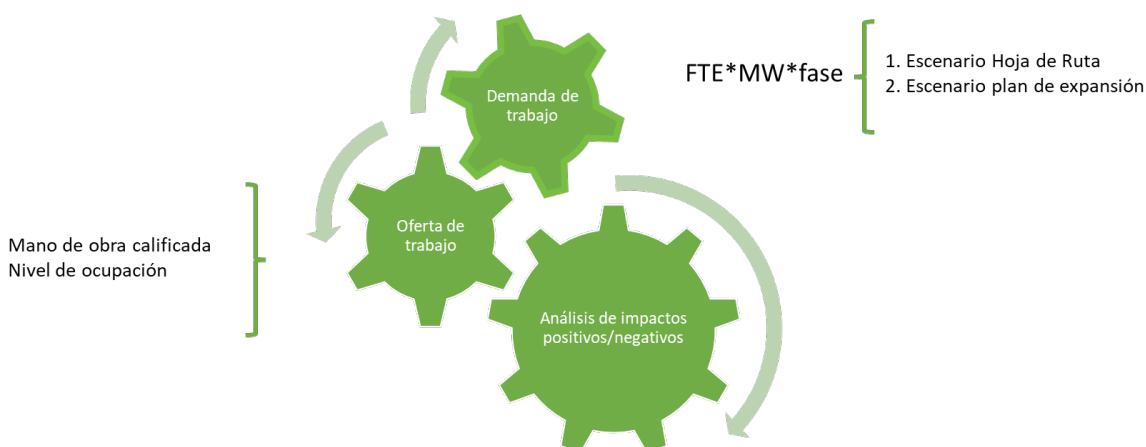 Demanda de
trabajo
FTE*MW*fase
1. Escenario Hoja de Ruta
2. Escenario plan de expansión
Mano de obra calificada
Nivel de ocupación
Oferta de
trabajo
Análisis de impactos
positivos/negativos